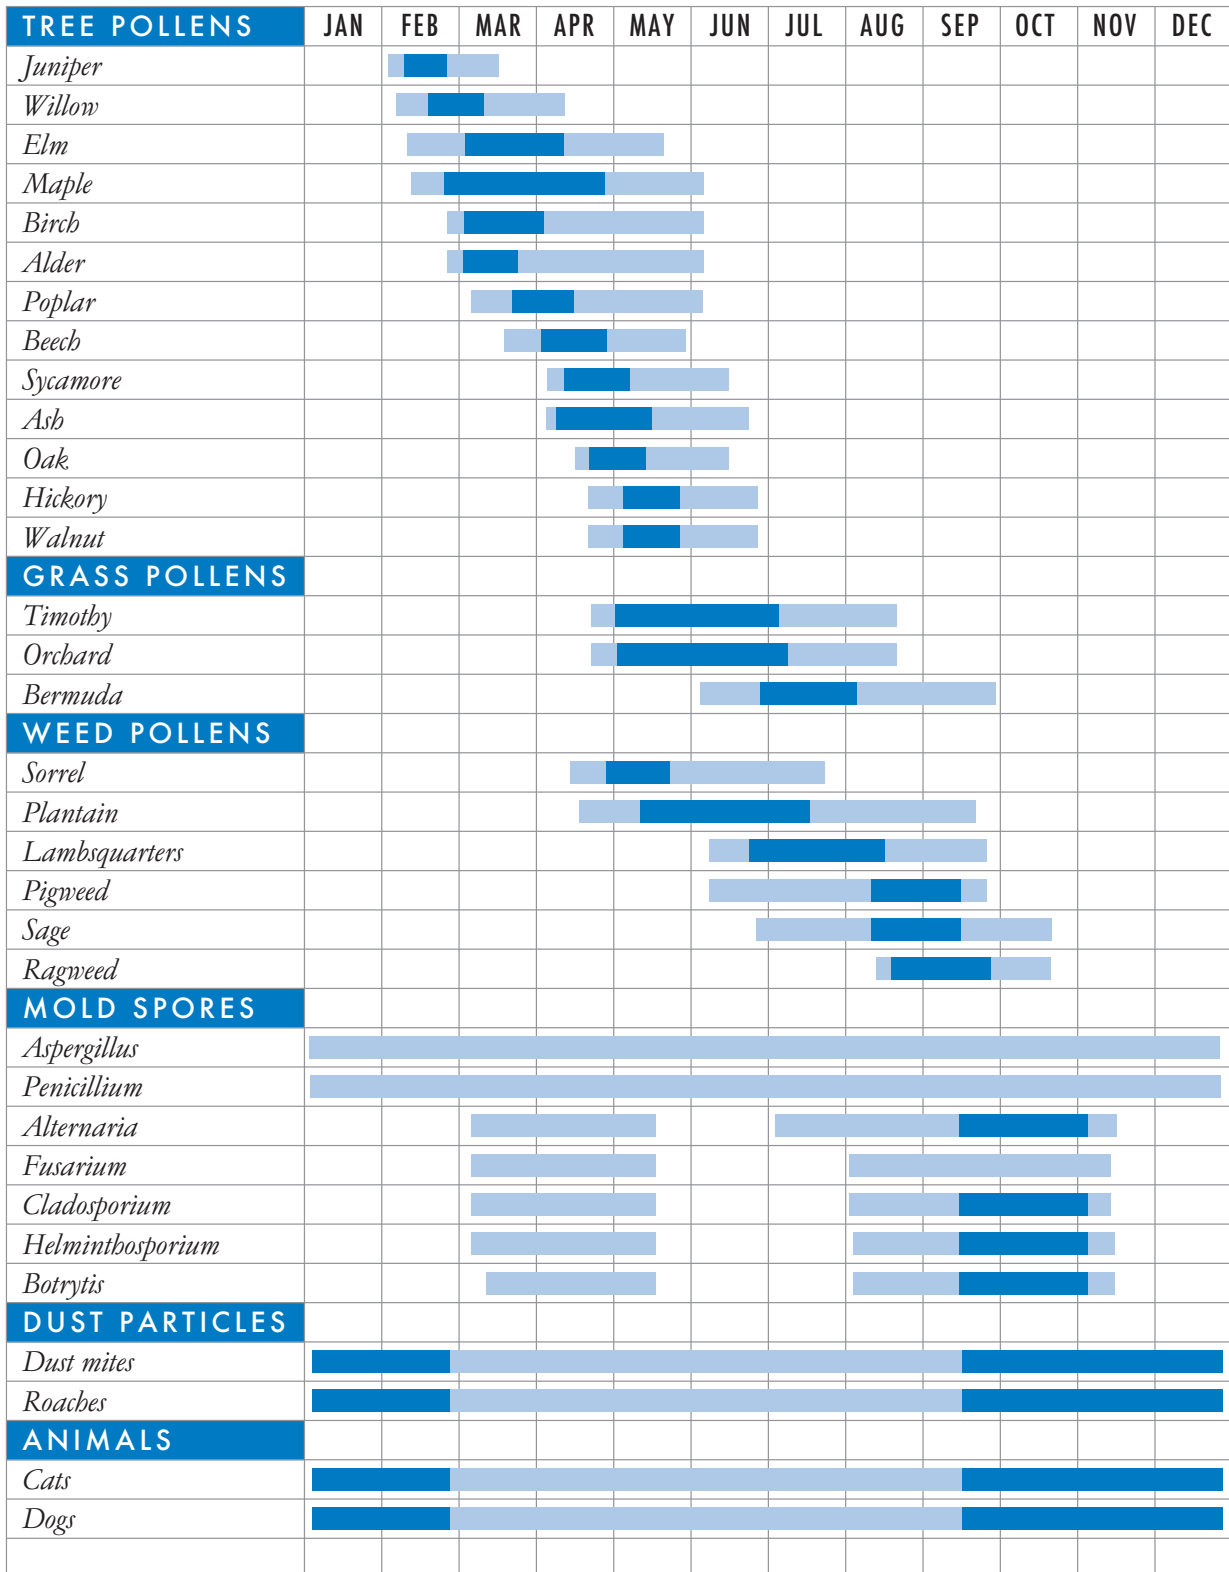 TREE POLLENS JAN FEB MAR APR MAY JUN JUL AUG SEP OCT NOV DEC
Juniper
Willow
Elm
Maple
Birch
Alder
Poplar
Beech
Sycamore
Ash
Oak
Hickory
Walnut
GRASS POLLENS
Timothy
Orchard
Bermuda
WEED POLLENS
Sorrel
Plantain
Lambsquarters
Pigweed
Sage
Ragweed
MOLD SPORES
Aspergillus
Penicillium
Alternaria
Fusarium
Cladosporium
Helminthosporium
Botrytis
DUST PARTICLES
Dust mites
Roaches
ANIMALS
Cats
Dogs